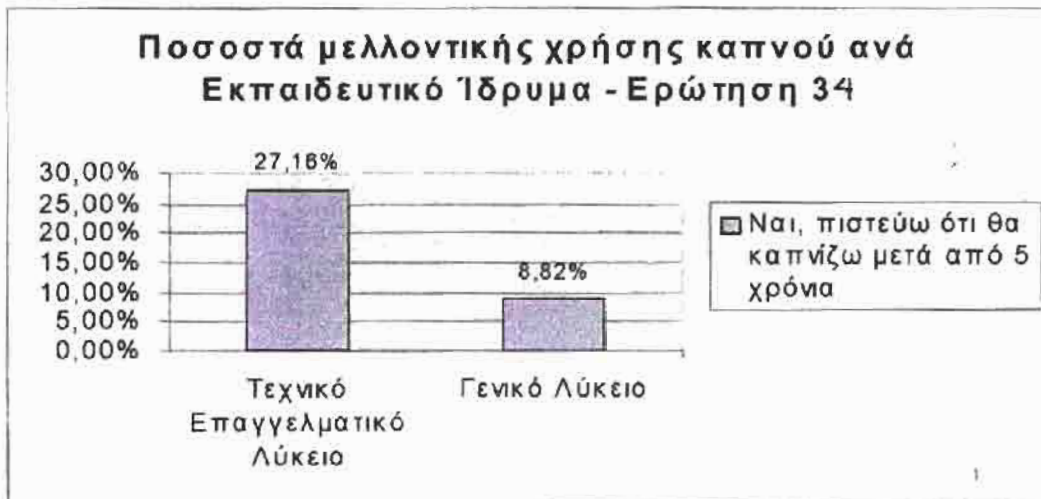 Ποσοστά μελλοντικής χρήσης καπνού ανά
Εκπαιδευτικό Ίδρυμα - Ερώτηση 34
30,00%
25,00%
20,00%
15,00%
10,00%
5,00%
0,00%
27,16%
8,82%
Τεχνικό
Επαγγελματικό
Λύκειο
Γενικό Λύκειο
Ναι, πιστεύω ότι θα
καπνίζω μετά από 5
χρόνια